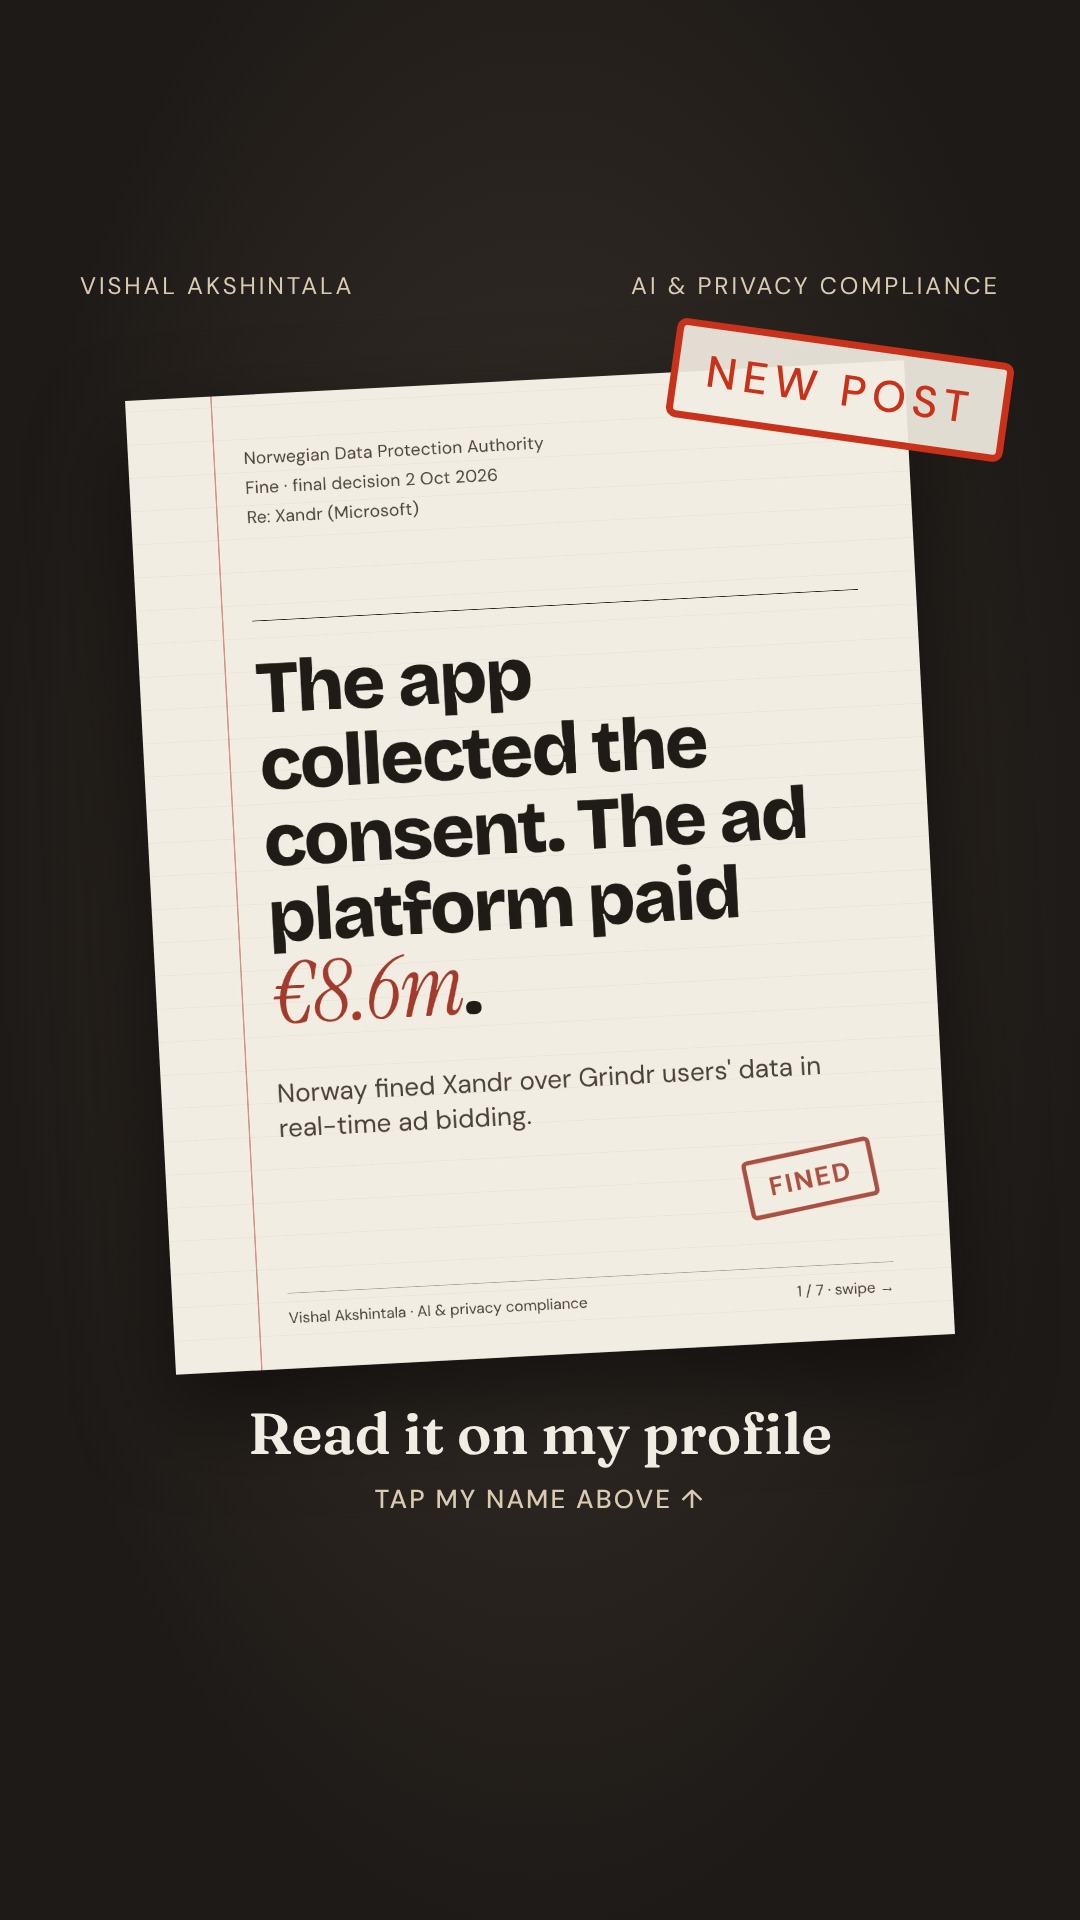 VISHAL AKSHINTALA
AI & PRIVACY COMPLIANCE
NEW POST
Norwegian Data Protection Authority
Fine · final decision 2 Oct 2026
Re: Xandr (Microsoft)
The app
collected the
consent. The ad
platform paid
€8.6m.
Norway fined Xandr over Grindr users' data in
real-time ad bidding.
FINED
Vishal Akshintala · AI & privacy compliance
1 / 7 · swipe →
Read it on my profile
TAP MY NAME ABOVE ↑